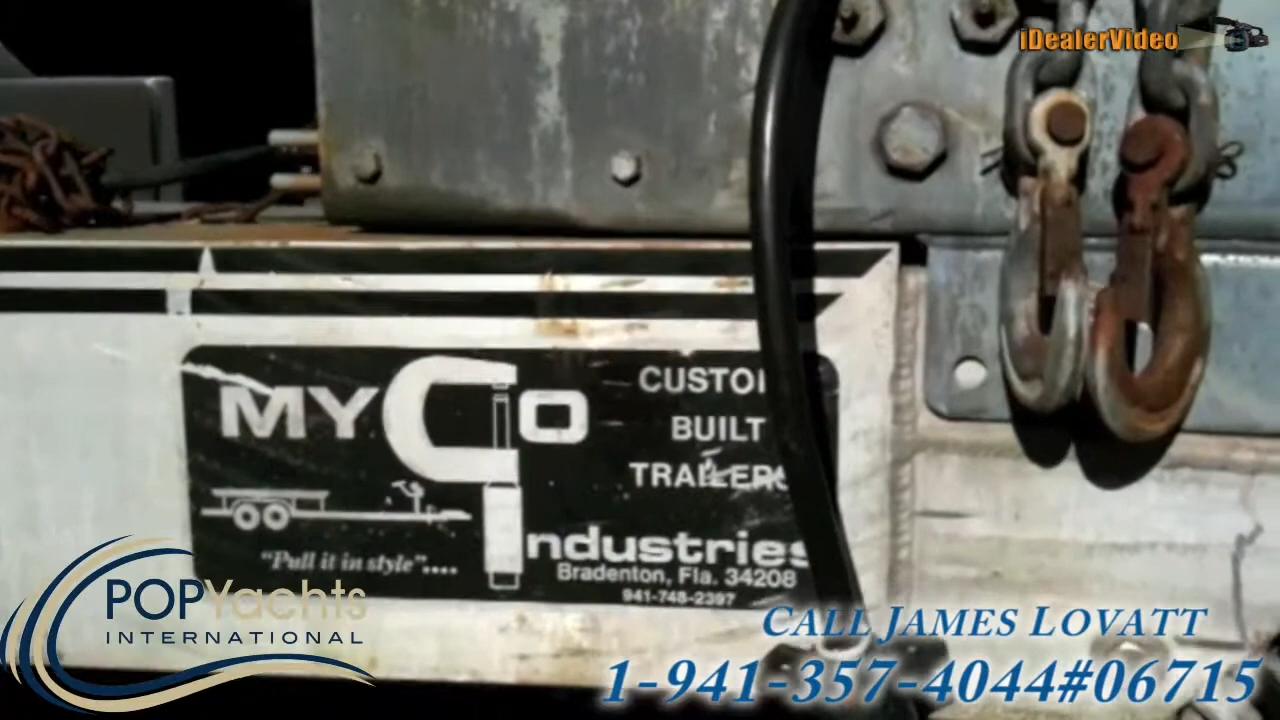 iDealerVideo
MYCO
CUSTO
BUILT
TRAILERS
"Pull it in style"....
Industries
Bradenton, Fla. 34208
941-748-2397
POPYachts
INTERNATIONAL
CALL JAMES LOVATT
1-941-357-4044#06715